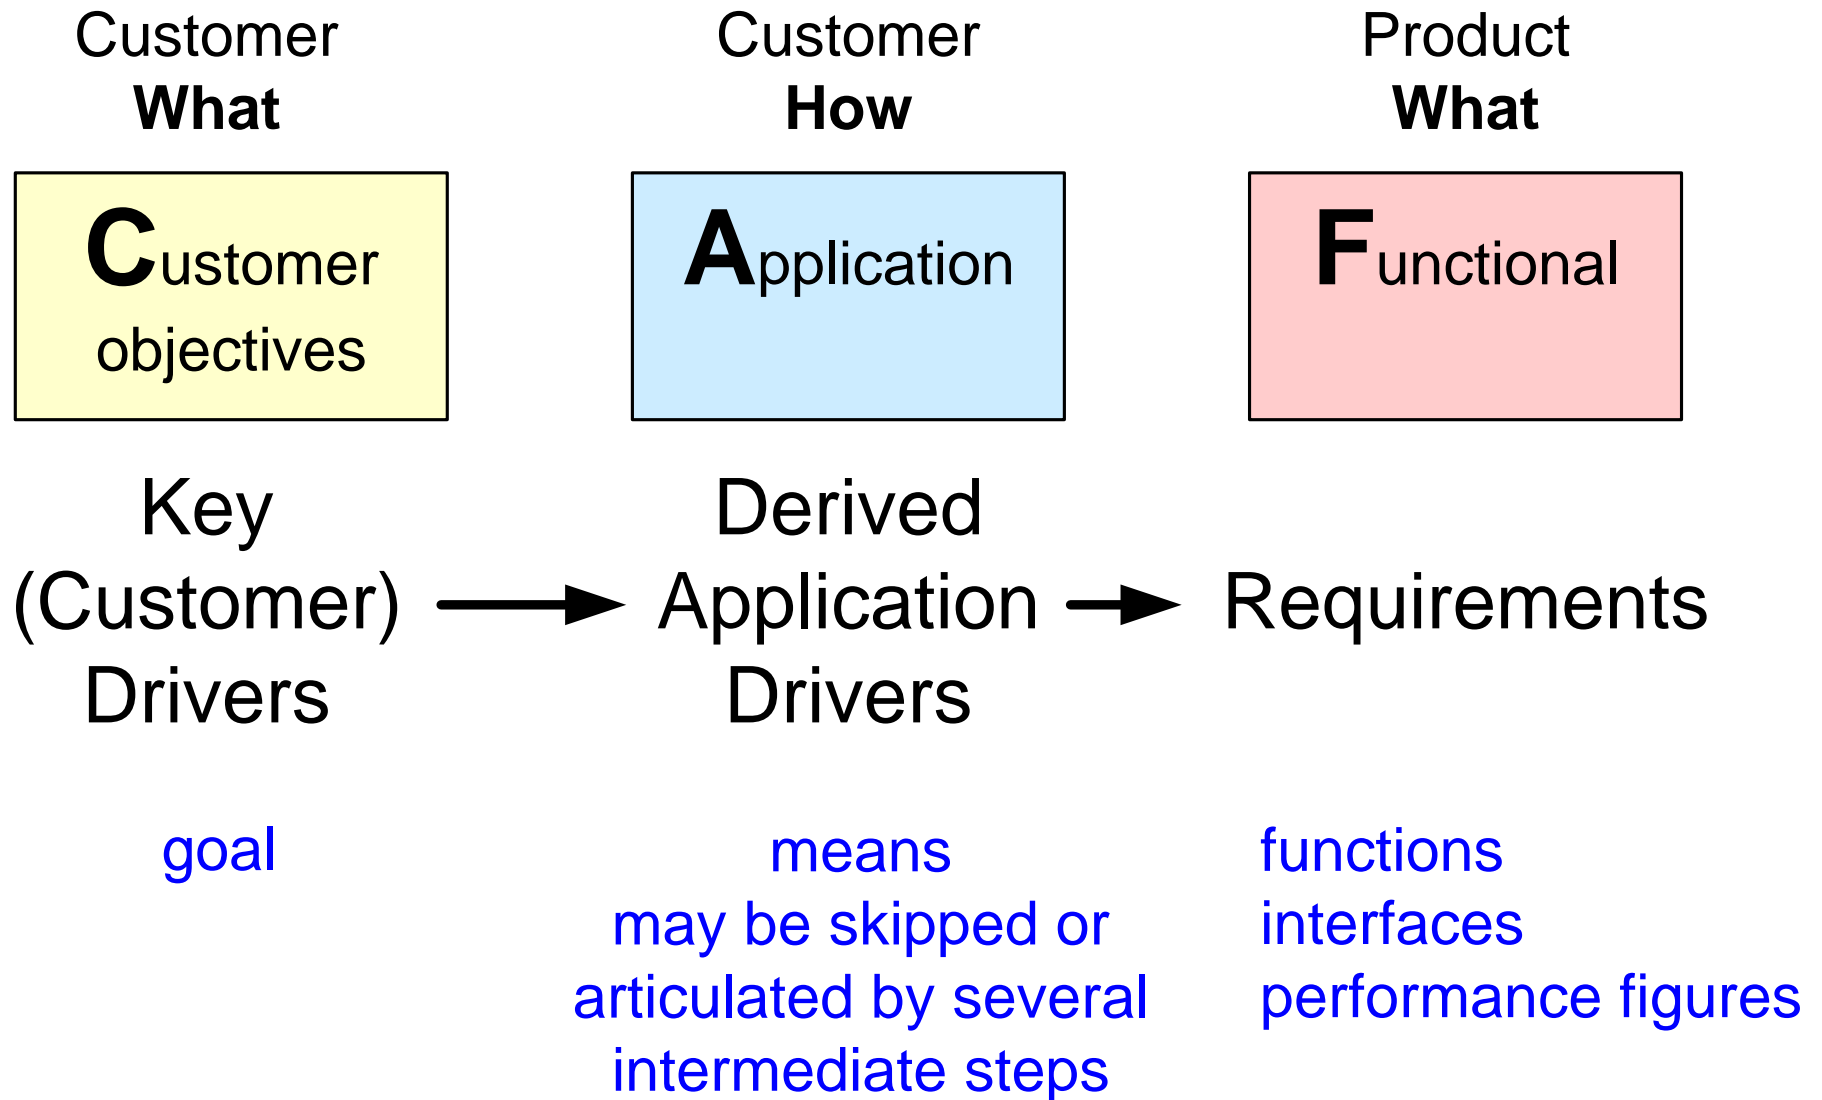 Customer
What
Customer
How
Product
What
Customer
objectives
Application
Functional
Key
(Customer)
Drivers
Derived
Application
Drivers
Requirements
goal
means
may be skipped or
articulated by several
intermediate steps
functions
interfaces
performance figures